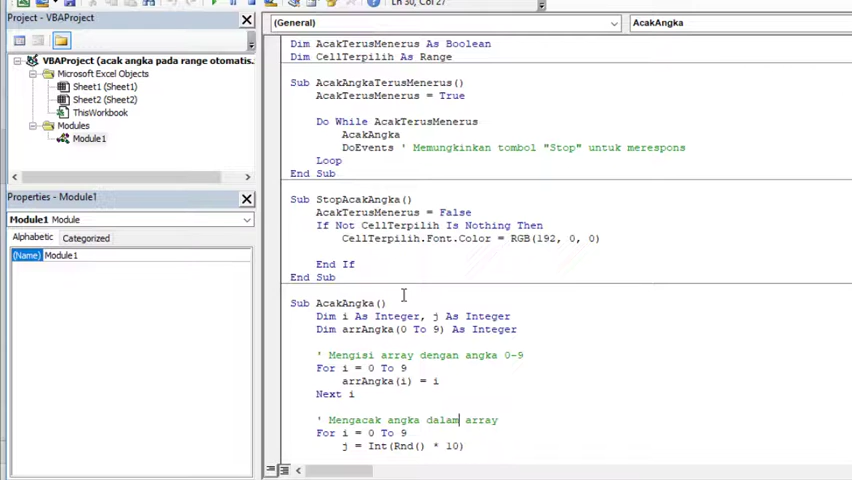 Ln 30, Col 27
Project - VBAProject
(General)
AcakAngka
VBAProject (acak angka pada range otomatis.
Microsoft Excel Objects
Sheet1 (Sheet1)
Sheet2 (Sheet2)
ThisWorkbook
Modules
Module1
Properties - Module1
Module1 Module
Alphabetic Categorized
(Name) Module1
Dim AcakTerusMenerus As Boolean
Dim CellTerpilih As Range
Sub AcakAngkaTerusMenerus()
AcakTerusMenerus = True
Do While AcakTerusMenerus
AcakAngka
DoEvents ' Memungkinkan tombol "Stop" untuk merespons
Loop
End Sub
Sub StopAcakAngka()
AcakTerusMenerus = False
If Not CellTerpilih Is Nothing Then
CellTerpilih.Font.Color = RGB(192, 0, 0)
End If
End Sub
Sub AcakAngka()
Dim i As Integer, j As Integer
Dim arrAngka(0 To 9) As Integer
' Mengisi array dengan angka 0-9
For i = 0 To 9
arrAngka(i) = i
Next i
' Mengacak angka dalam array
For i = 0 To 9
j = Int(Rnd() * 10)